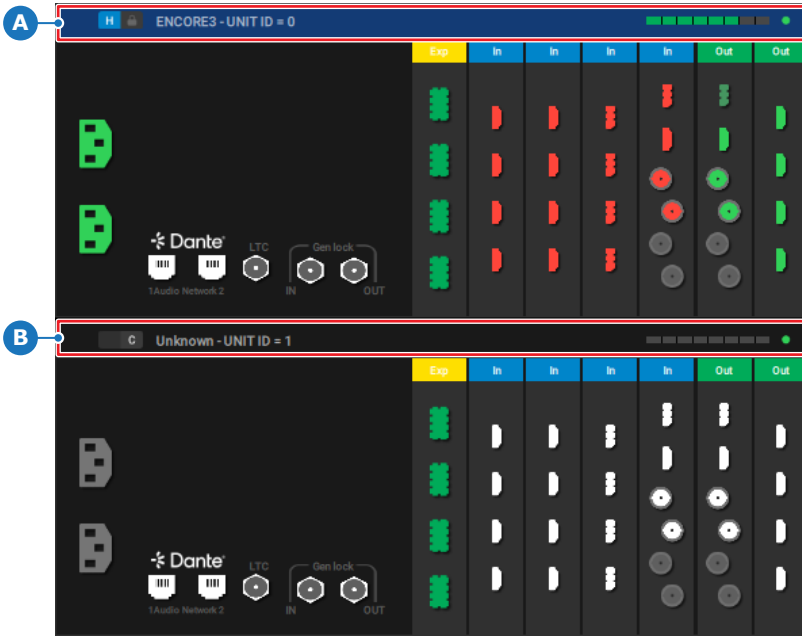 A
H
ENCORE3 - UNIT ID = 0
Exp In In In In Out Out
Dante
LTC
Gen lock
1Audio Network 2
IN
OUT
B
C
Unknown - UNIT ID = 1
Exp In In In In Out Out
Dante
LTC
Gen lock
1Audio Network 2
IN
OUT